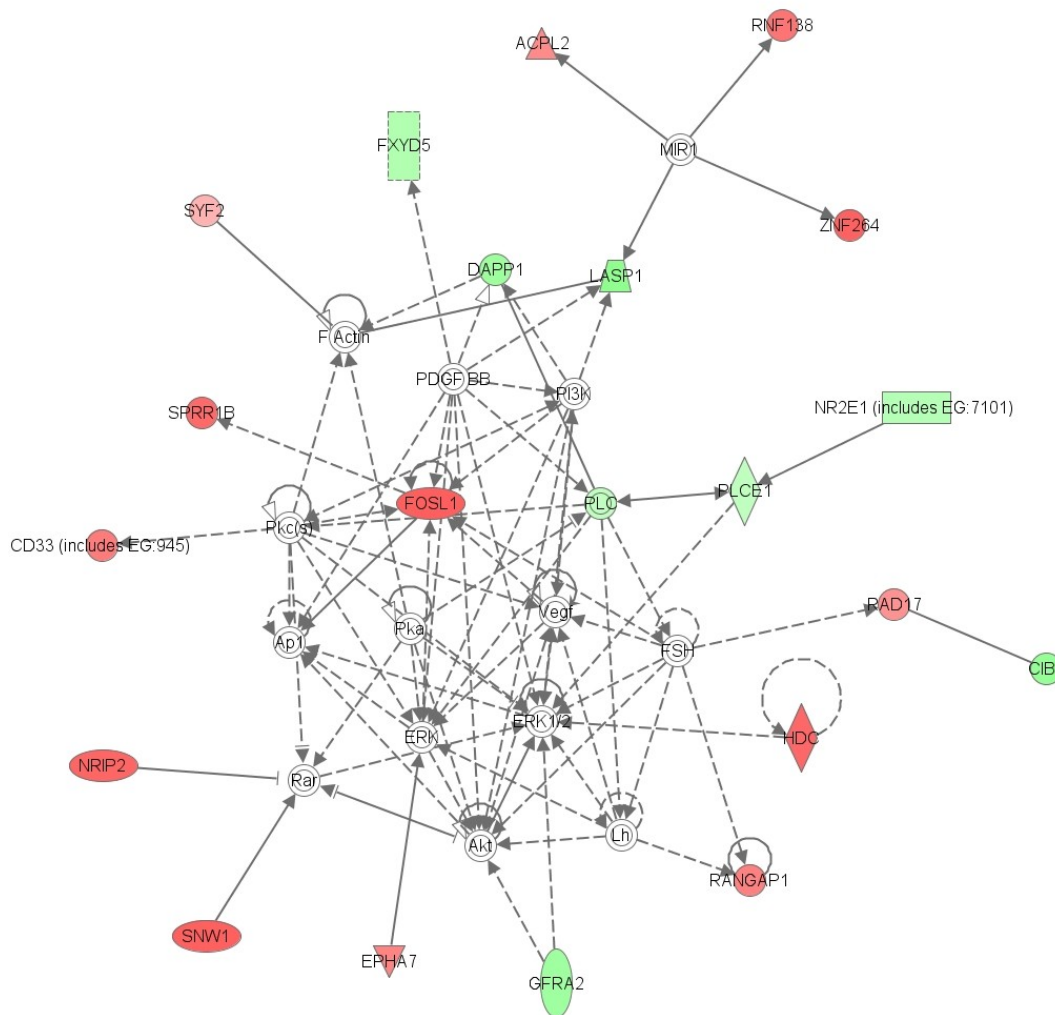 RNF138
ACPL2
FXYD5
MIR1
SYF2
ZNF264
DAPP1
LASP1
F Actin
PDGF BB
PI3K
SPRR1B
NR2E1 (includes EG:7101)
FOSL1
PLC
PLCE1
Pkc(s)
CD33 (includes EG:945)
RAD17
Vegf
Pka
Ap1
FSH
CIB
ERK1/2
ERK
HDC
NRIP2
Rar
Lh
Akt
RANGAP1
SNW1
EPHA7
GFRA2